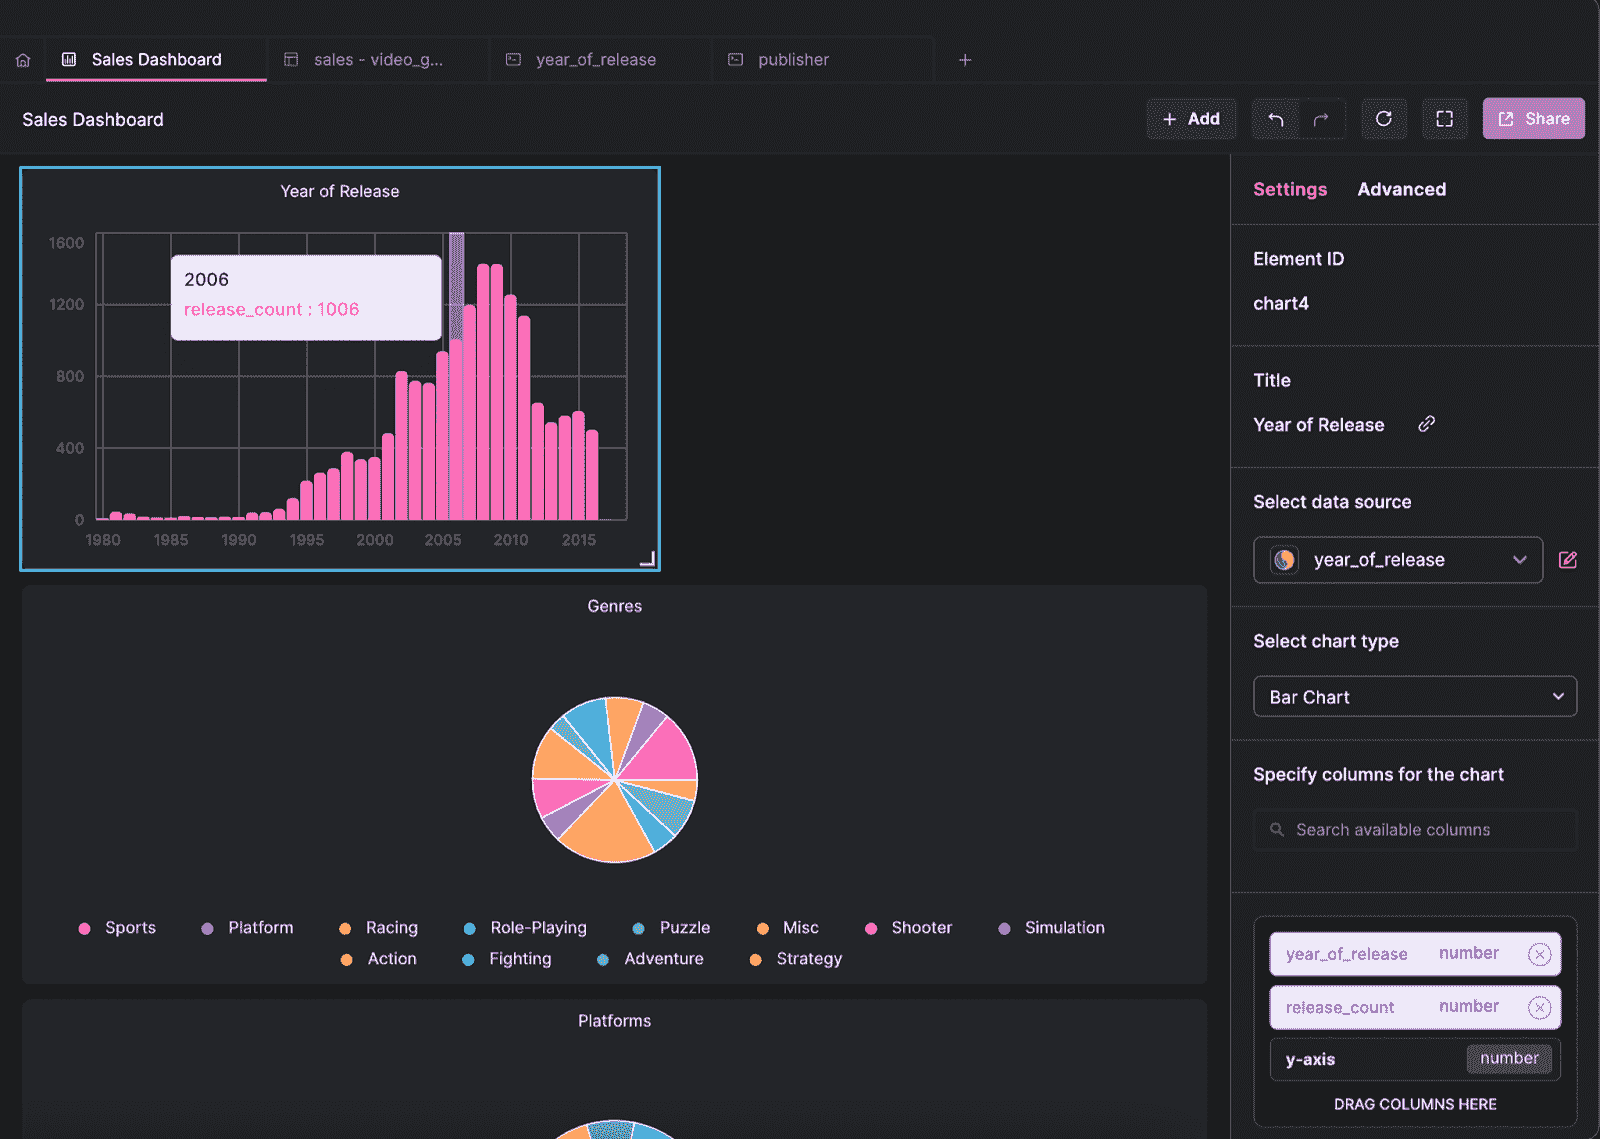 Sales Dashboard sales - video_g... year_of_release publisher
Sales Dashboard
Add
Share
Year of Release
1600
1200
800
400
0
2006
release_count : 1006
1980 1985 1990 1995 2000 2005 2010 2015
Genres
Sports Platform Racing Role-Playing Puzzle Misc Shooter Simulation
Action Fighting Adventure Strategy
Platforms
Settings Advanced
Element ID
chart4
Title
Year of Release
Select data source
year_of_release
Select chart type
Bar Chart
Specify columns for the chart
Search available columns
year_of_release number
release_count number
y-axis number
DRAG COLUMNS HERE